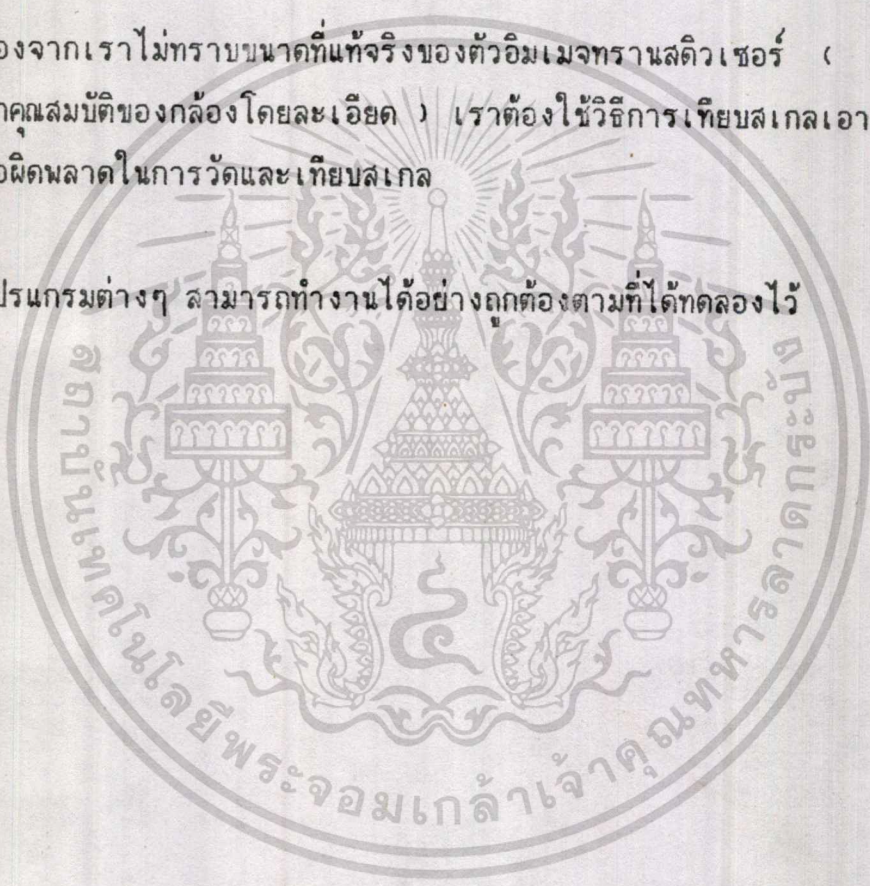 องจากเราไม่ทราบขนาดที่แท้จริงของตัวอิมเมจทรานสดิวเซอร์ (
าคุณสมบัติของกล้องโดยละเอียด ) เราต้องใช้วิธีการเทียบสเกลเอา
อผิดพลาดในการวัดและเทียบสเกล
ปรแกรมต่างๆ สามารถทำงานได้อย่างถูกต้องตามที่ได้ทดลองไว้
สถาบันเทคโนโลยีพระจอมเกล้าเจ้าคุณทหารลาดกระบัง
๔